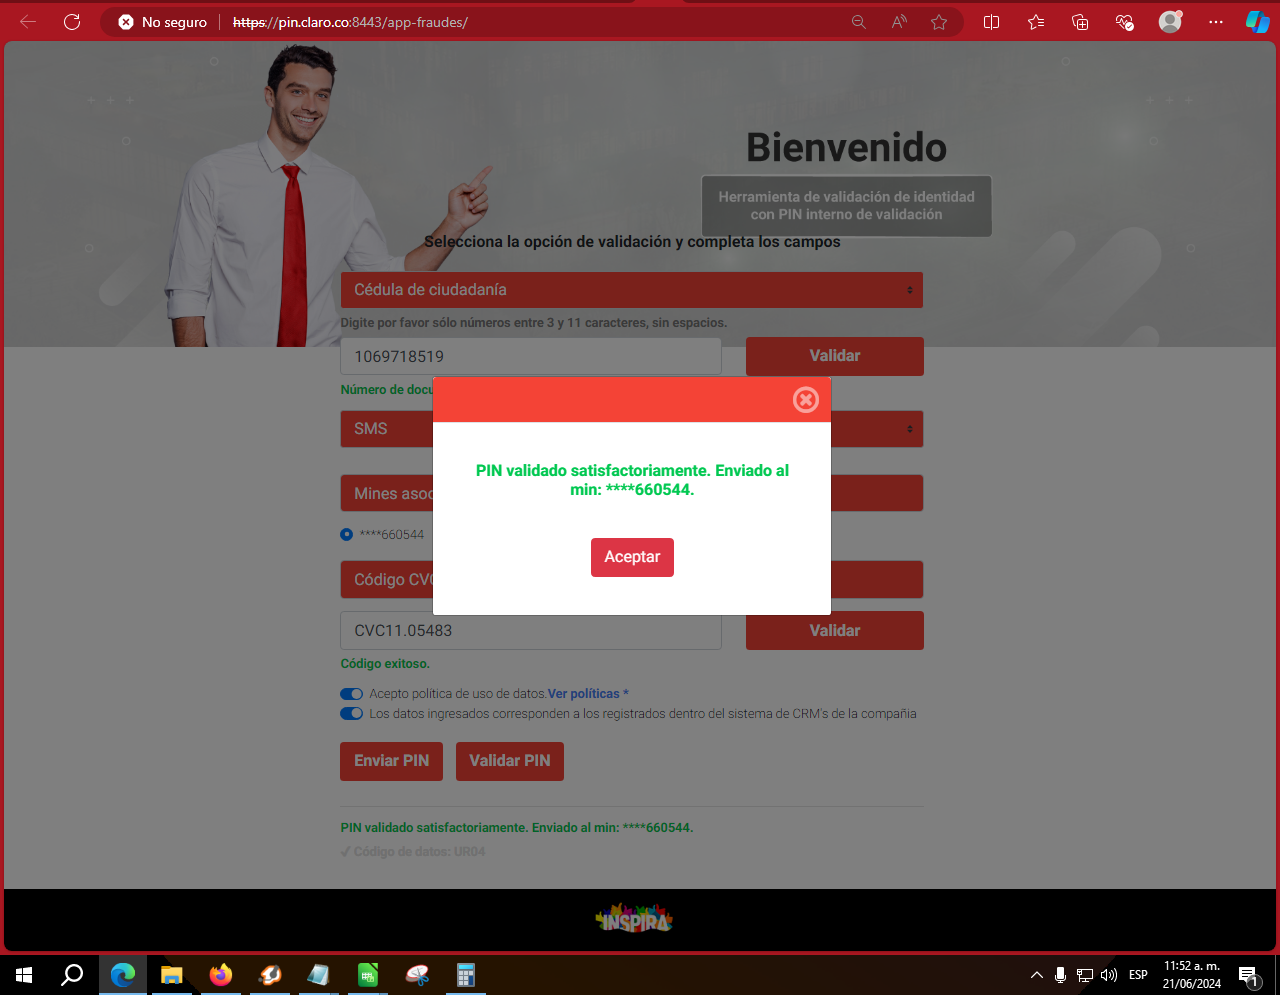 No seguro
https://pin.claro.co:8443/app-fraudes/
Bienvenido
Herramienta de validación de identidad
con PIN interno de validación
Selecciona la opción de validación y completa los campos
Cédula de ciudadanía
Digite por favor sólo números entre 3 y 11 caracteres, sin espacios.
1069718519
Validar
Número de docu
SMS
PIN validado satisfactoriamente. Enviado al
min: ****660544.
Mines asoc
****660544
Aceptar
Código CVC
CVC11.05483
Validar
Código exitoso.
Acepto política de uso de datos.Ver políticas *
Los datos ingresados corresponden a los registrados dentro del sistema de CRM's de la compañia
Enviar PIN
Validar PIN
PIN validado satisfactoriamente. Enviado al min: ****660544.
✓ Código de datos: UR04
INSPIRA
ESP
11:52 a. m.
21/06/2024
1